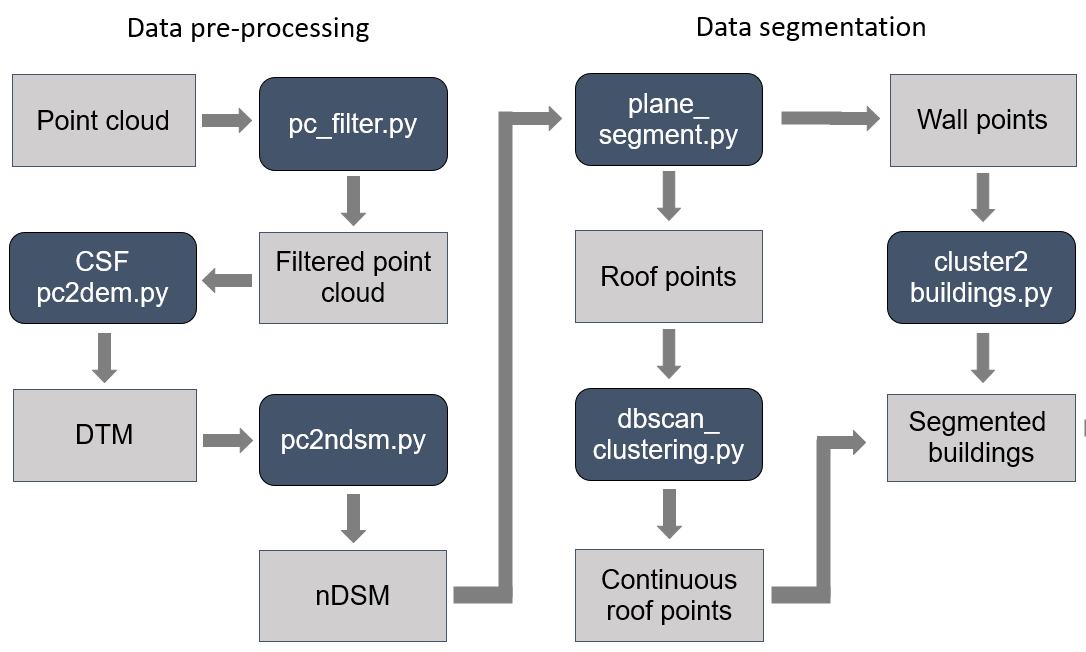 Data pre-processing
Data segmentation
Point cloud
pc_filter.py
CSF
pc2dem.py
Filtered point
cloud
DTM
pc2ndsm.py
nDSM
plane_
segment.py
Wall points
Roof points
cluster2
buildings.py
dbscan_
clustering.py
Segmented
buildings
Continuous
roof points